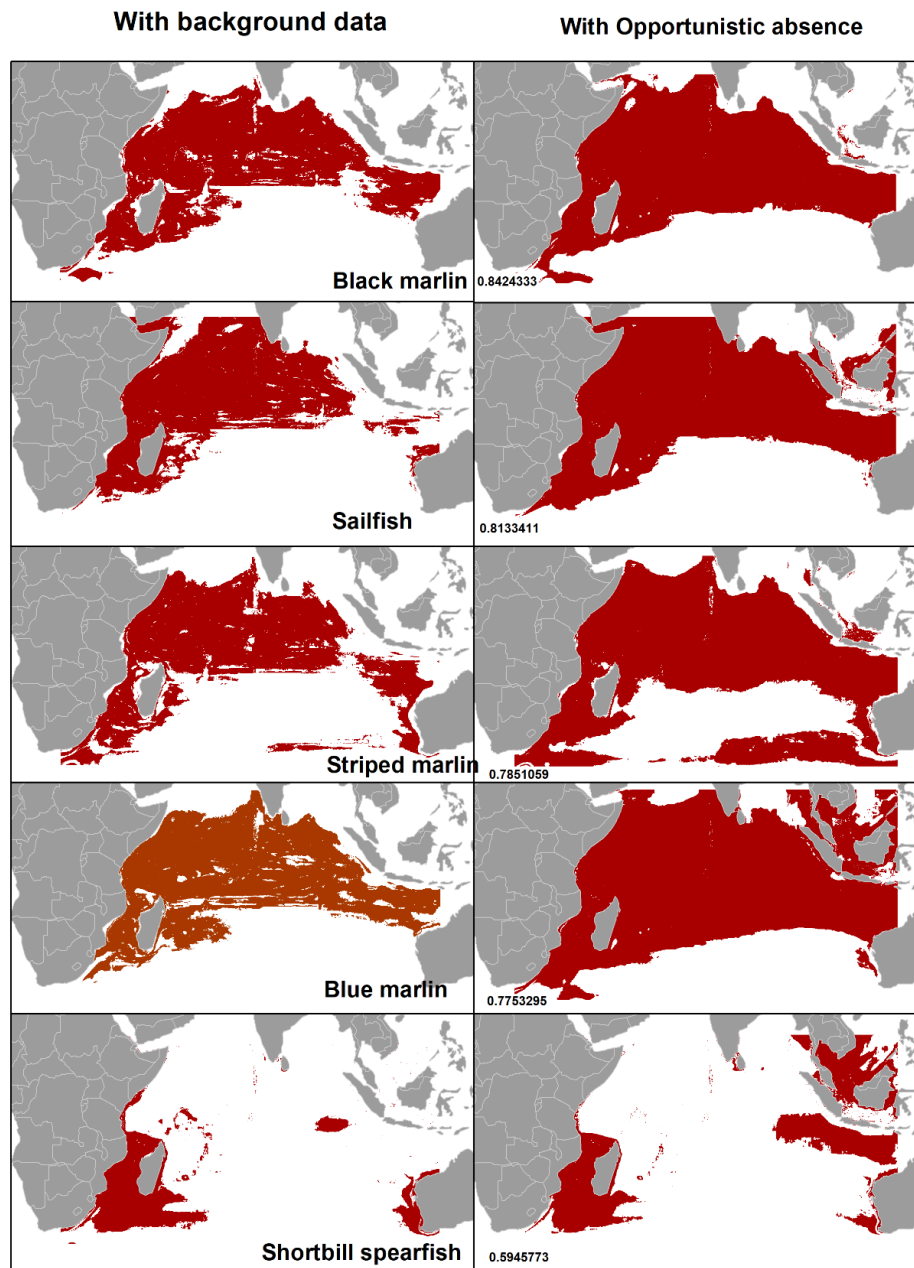 With background data
With Opportunistic absence
Black marlin
0.8424333
Sailfish
0.8133411
Striped marlin
0.7851059
Blue marlin
0.7753295
Shortbill spearfish
0.5945773